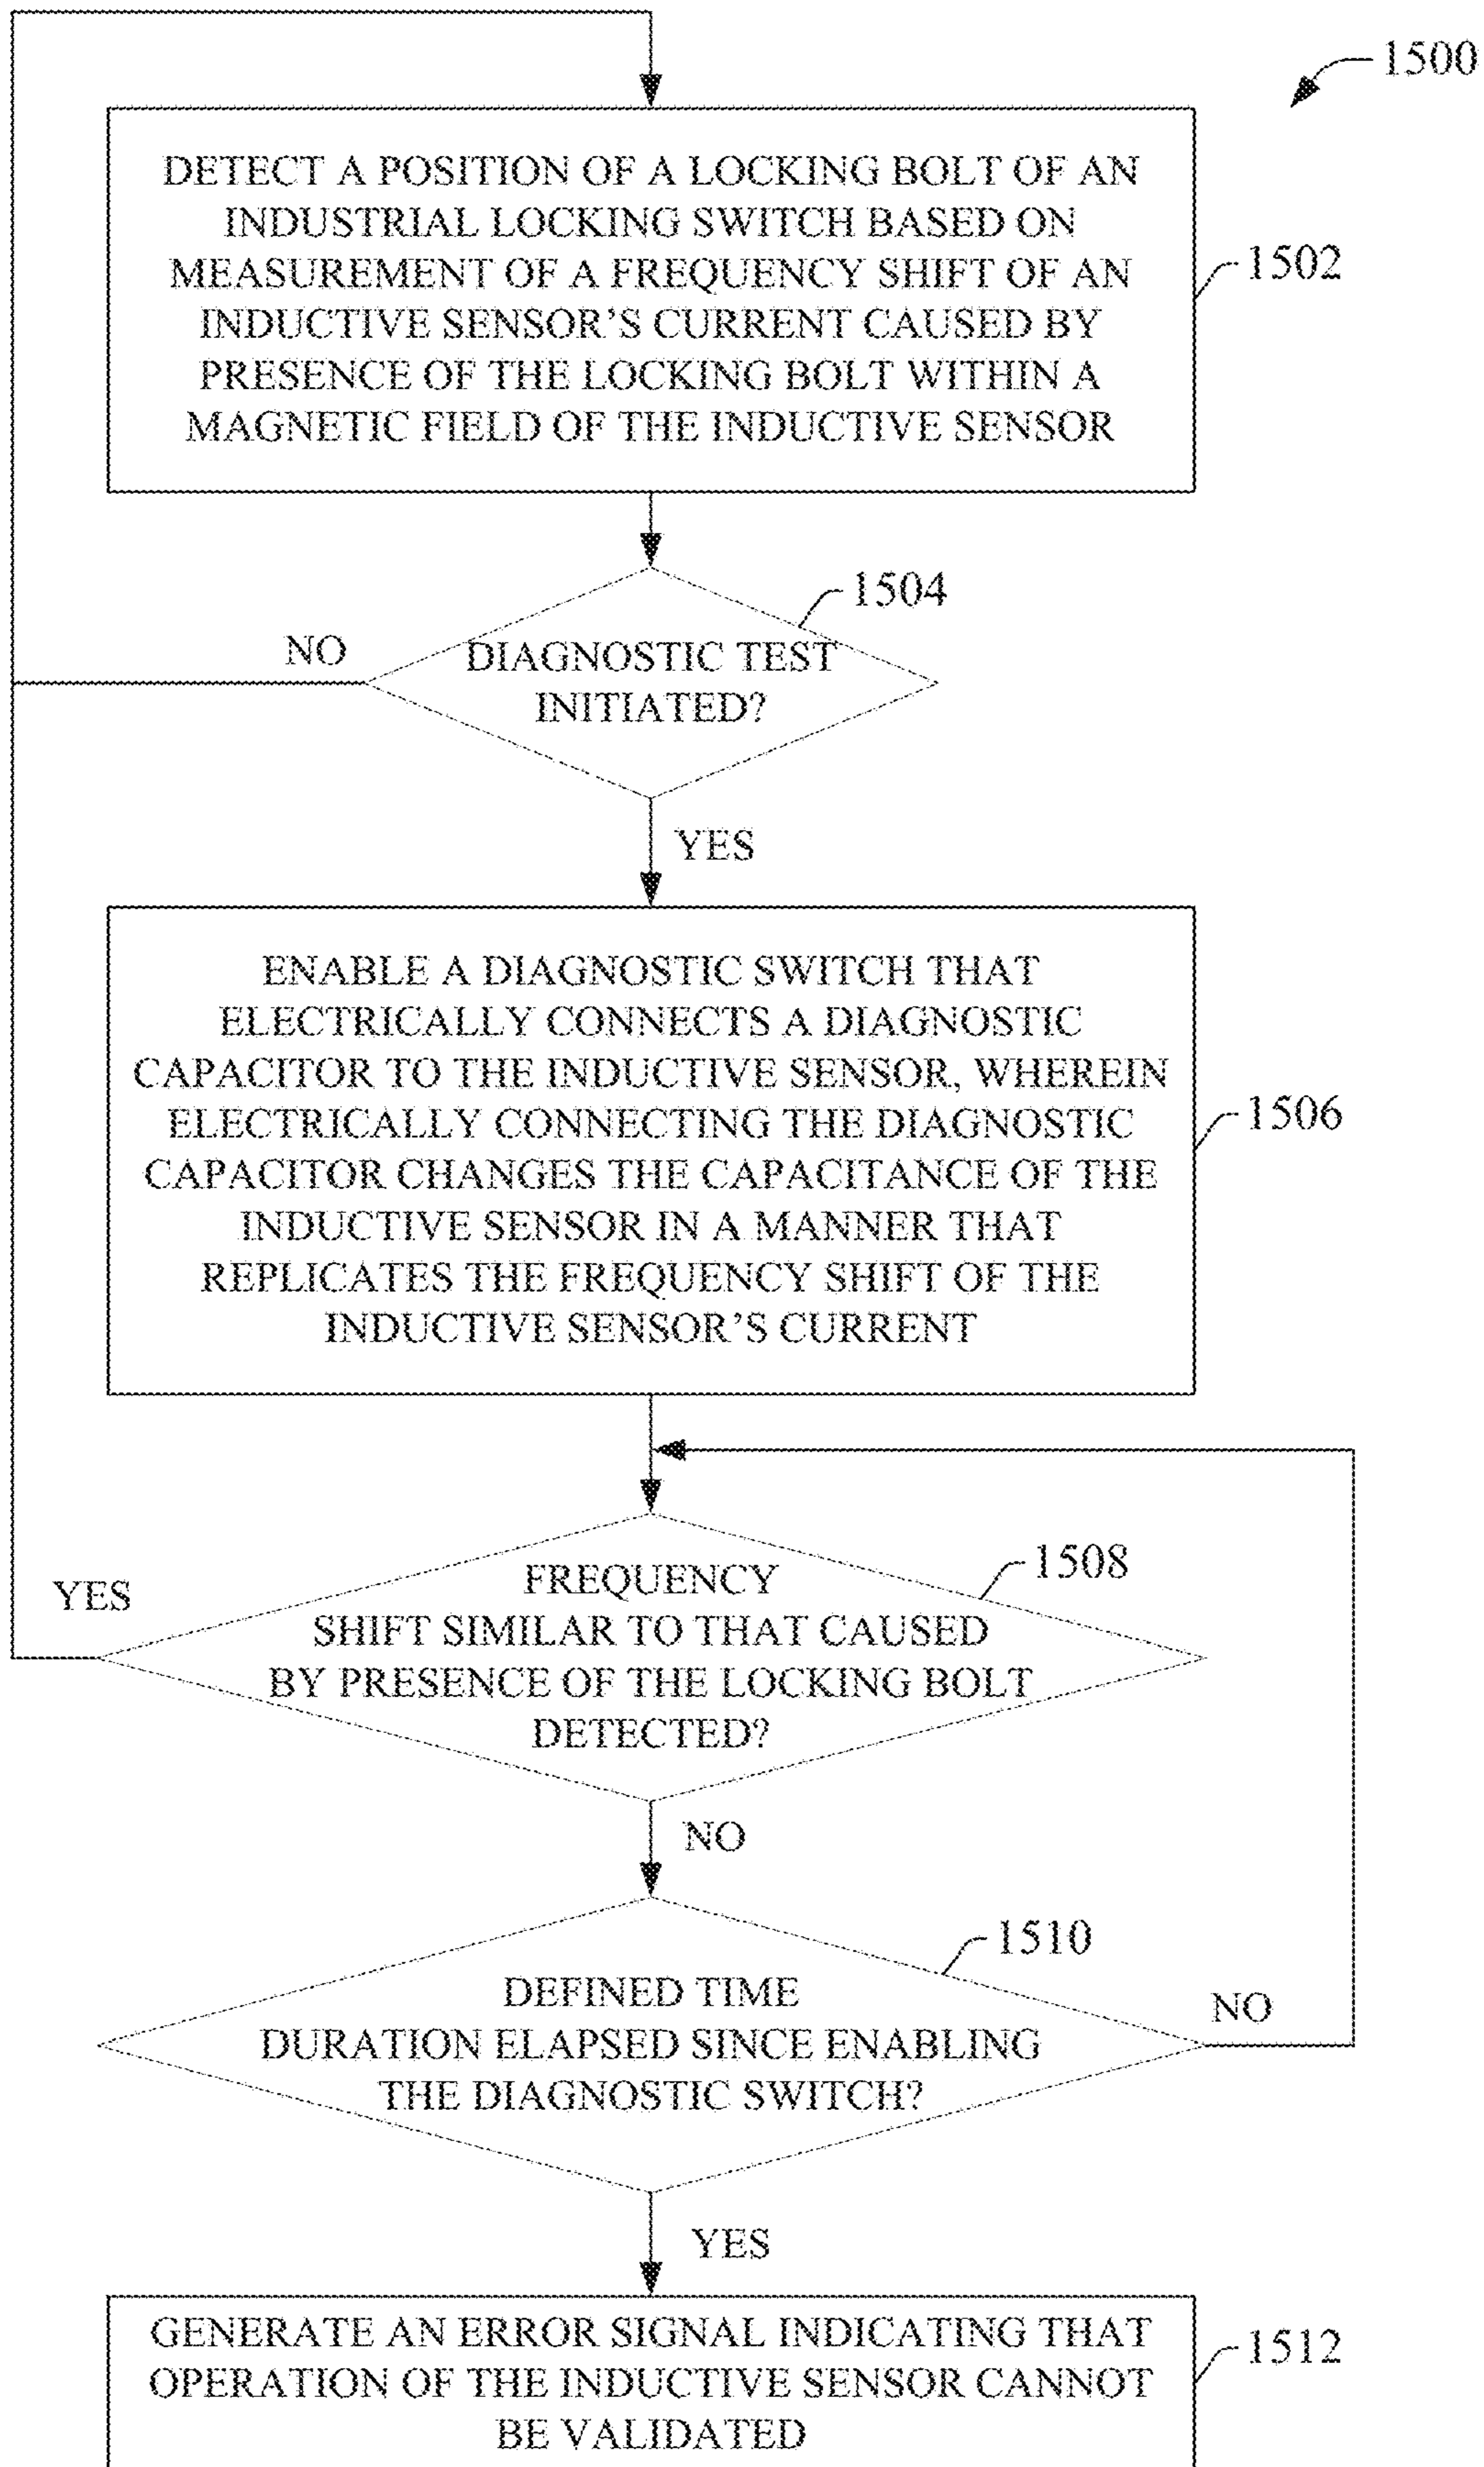 1500
DETECT A POSITION OF A LOCKING BOLT OF AN
INDUSTRIAL LOCKING SWITCH BASED ON
MEASUREMENT OF A FREQUENCY SHIFT OF AN
INDUCTIVE SENSOR'S CURRENT CAUSED BY
PRESENCE OF THE LOCKING BOLT WITHIN A
MAGNETIC FIELD OF THE INDUCTIVE SENSOR
1502
1504
NO
DIAGNOSTIC TEST
INITIATED?
YES
ENABLE A DIAGNOSTIC SWITCH THAT
ELECTRICALLY CONNECTS A DIAGNOSTIC
CAPACITOR TO THE INDUCTIVE SENSOR, WHEREIN
ELECTRICALLY CONNECTING THE DIAGNOSTIC
CAPACITOR CHANGES THE CAPACITANCE OF THE
INDUCTIVE SENSOR IN A MANNER THAT
REPLICATES THE FREQUENCY SHIFT OF THE
INDUCTIVE SENSOR'S CURRENT
1506
1508
YES
FREQUENCY
SHIFT SIMILAR TO THAT CAUSED
BY PRESENCE OF THE LOCKING BOLT
DETECTED?
NO
1510
DEFINED TIME
DURATION ELAPSED SINCE ENABLING
THE DIAGNOSTIC SWITCH?
NO
YES
GENERATE AN ERROR SIGNAL INDICATING THAT
OPERATION OF THE INDUCTIVE SENSOR CANNOT
BE VALIDATED
1512